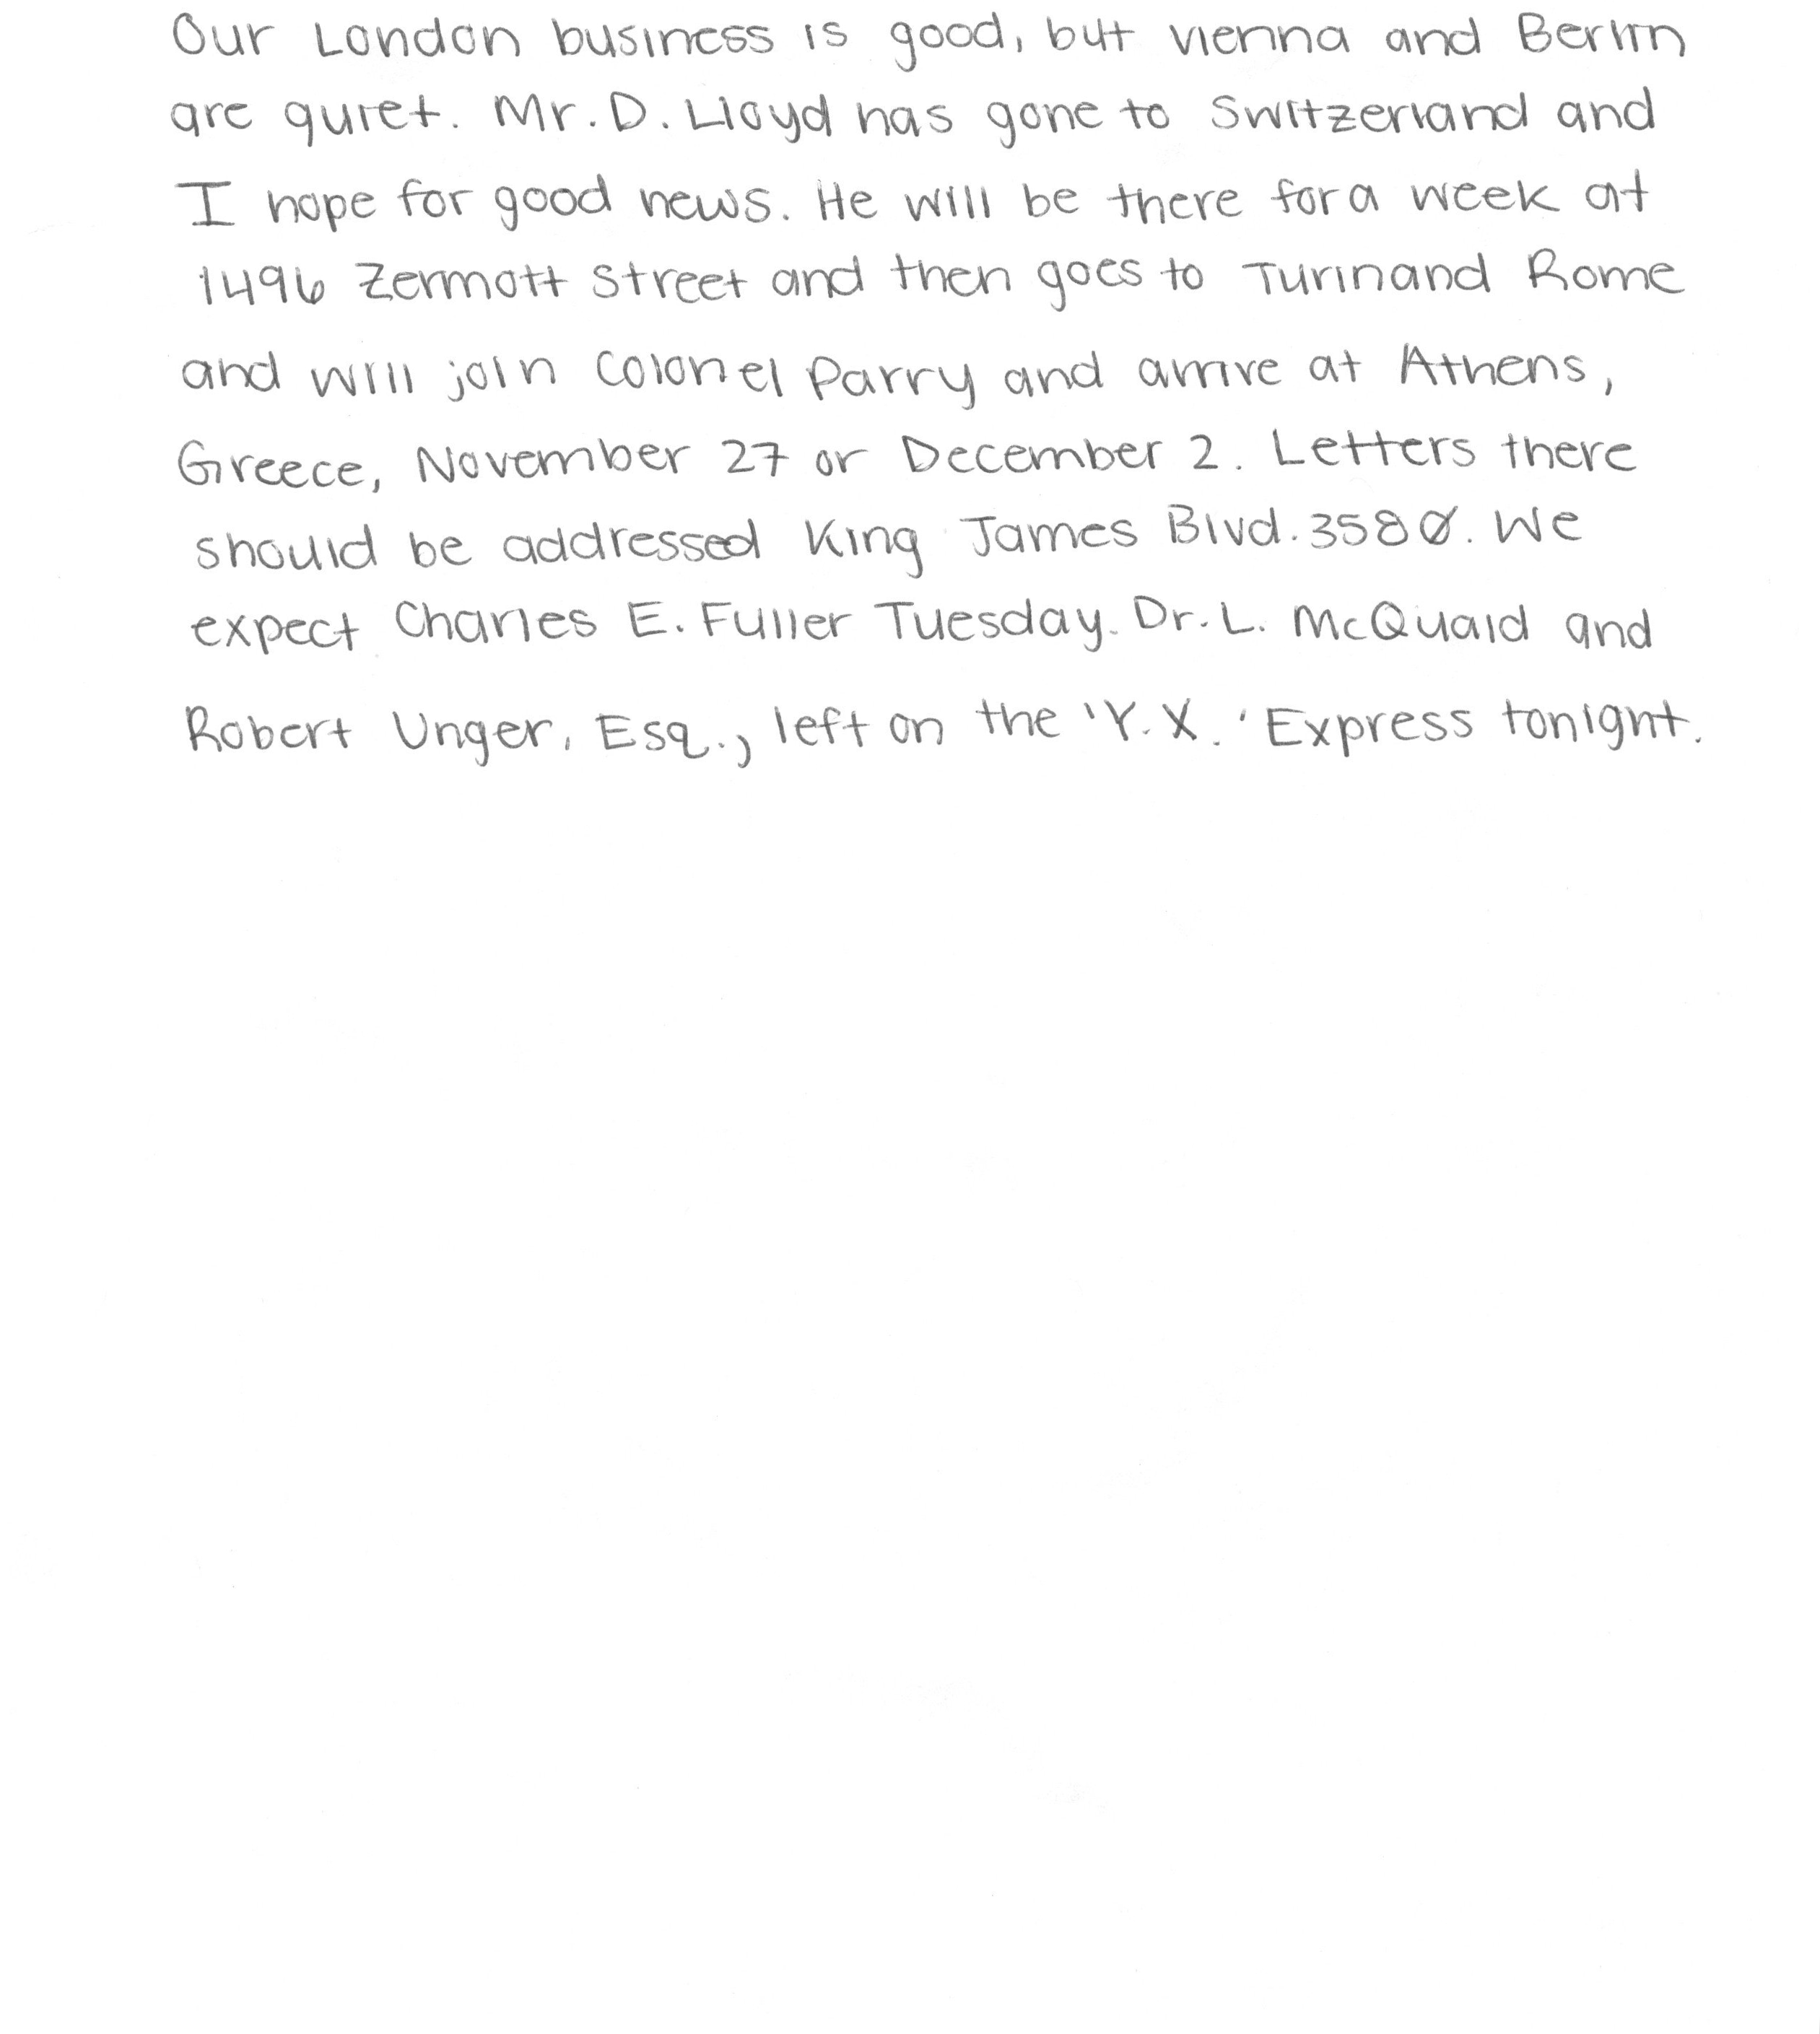 Our London business is good, but vienna and Berlin
are quiet. Mr. D. Lloyd has gone to Switzerland and
I hope for good news. He will be there for a week at
1496 Zermott Street and then goes to Turin and Rome
and will join Colonel Parry and arrive at Athens,
Greece, November 27 or December 2. Letters there
should be addressed King James Blvd. 3580. We
expect Charles E. Fuller Tuesday. Dr. L. McQuaid and
Robert Unger, Esq., left on the 'Y.X.' Express tonight.